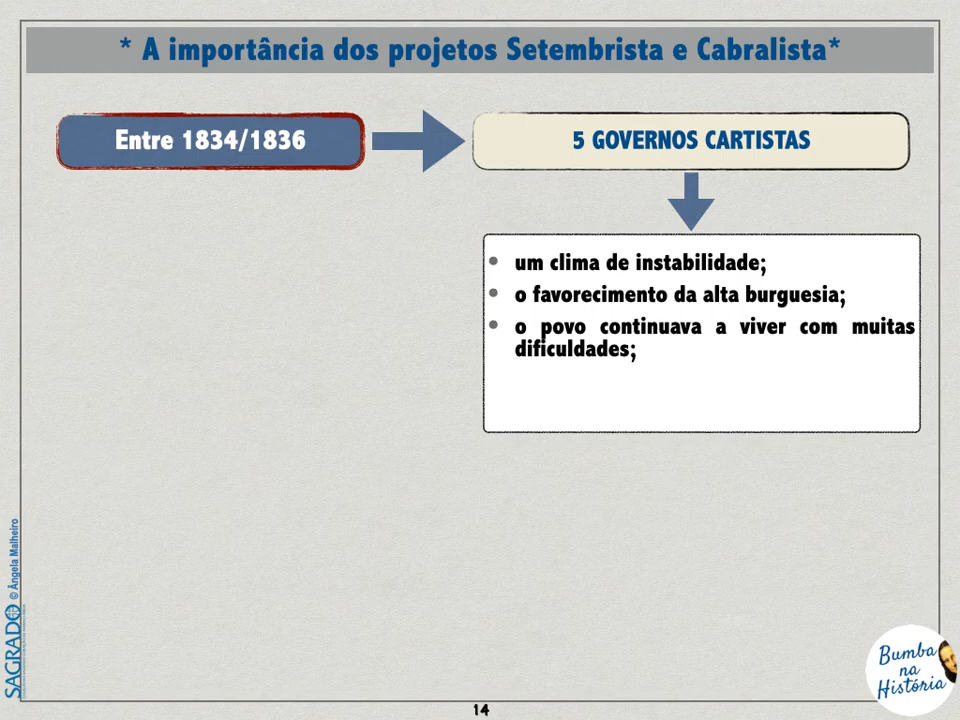 * A importância dos projetos Setembrista e Cabralista*
Entre 1834/1836
5 GOVERNOS CARTISTAS
• um clima de instabilidade;
• o favorecimento da alta burguesia;
• o povo continuava a viver com muitas
dificuldades;
SAGRADO
© Ângela Malheiro
Bumba
na
História
14